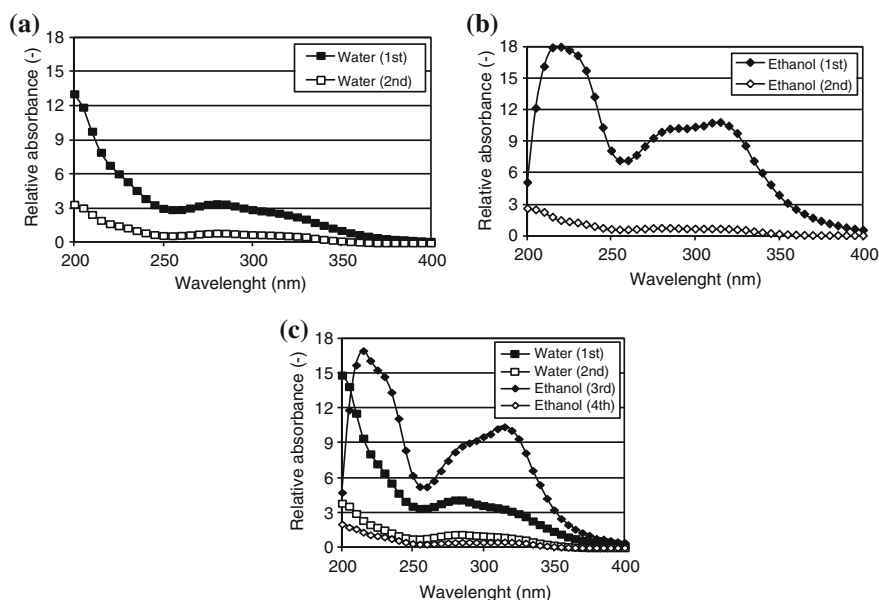 (a)
Relative absorbance (-)
18
15
12
9
6
3
0
Water (1st)
Water (2nd)
200 250 300 350 400
Wavelenght (nm)
(b)
Relative absorbance (-)
18
15
12
9
6
3
0
Ethanol (1st)
Ethanol (2nd)
200 250 300 350 400
Wavelenght (nm)
(c)
Relative absorbance (-)
18
15
12
9
6
3
0
Water (1st)
Water (2nd)
Ethanol (3rd)
Ethanol (4th)
200 250 300 350 400
Wavelenght (nm)